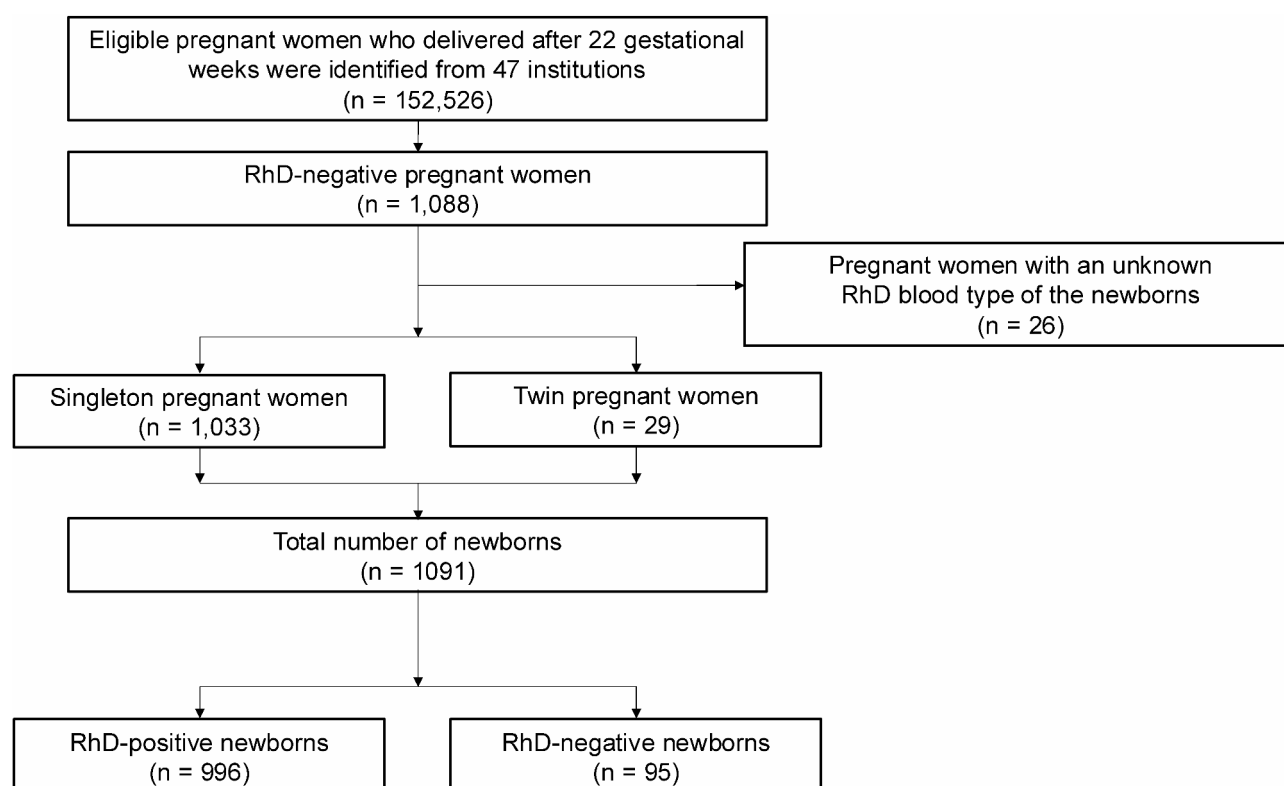 Eligible pregnant women who delivered after 22 gestational
weeks were identified from 47 institutions
(n = 152,526)
RhD-negative pregnant women
(n = 1,088)
Pregnant women with an unknown
RhD blood type of the newborns
(n = 26)
Singleton pregnant women
(n = 1,033)
Twin pregnant women
(n = 29)
Total number of newborns
(n = 1091)
RhD-positive newborns
(n = 996)
RhD-negative newborns
(n = 95)